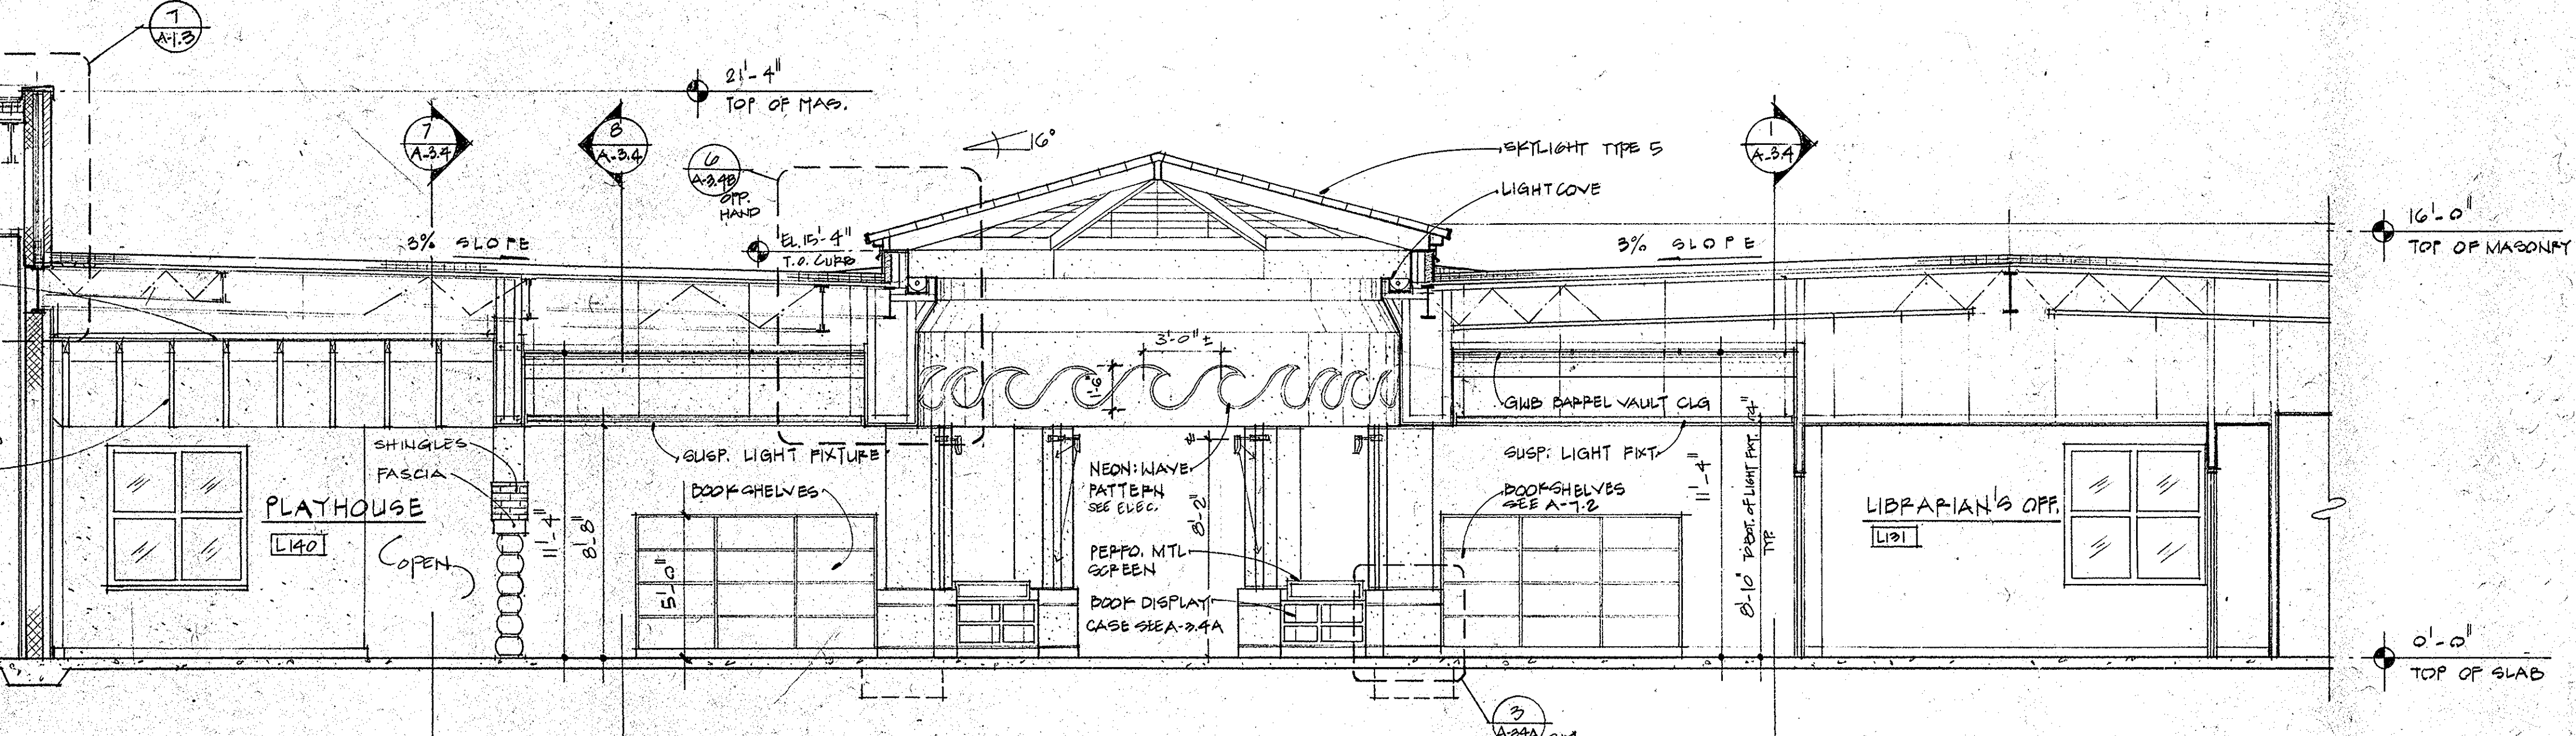 7
A-1.3
21'-4"
TOP OF MAS.
7
A-3.4
8
A-3.4
6
A-3.4B
OPP.
HAND
16°
SKYLIGHT TYPE 5
LIGHT COVE
1
A-3.4
16'-0"
TOP OF MASONRY
3% SLOPE
EL. 15'-4"
T.O. CURB
3% SLOPE
3'-0" ±
1'-6"
GWB BARREL VAULT CLG
SHINGLES
FASCIA
SUSP. LIGHT FIXTURE
BOOKSHELVES
NEON: WAVE
PATTERN
SEE ELEC.
SUSP. LIGHT FIXT.
BOOKSHELVES
SEE A-7.2
PLAYHOUSE
L140
OPEN
11'-4"
8'-8"
5'-0"
8'-2"
PERFO. MTL
SCREEN
BOOK DISPLAY
CASE SEE A-3.4A
11'-4"
8'-10" TO BOT. OF LIGHT FIXT.
TYP.
LIBRARIAN'S OFF.
L131
0'-0"
TOP OF SLAB
3
A-3.4A